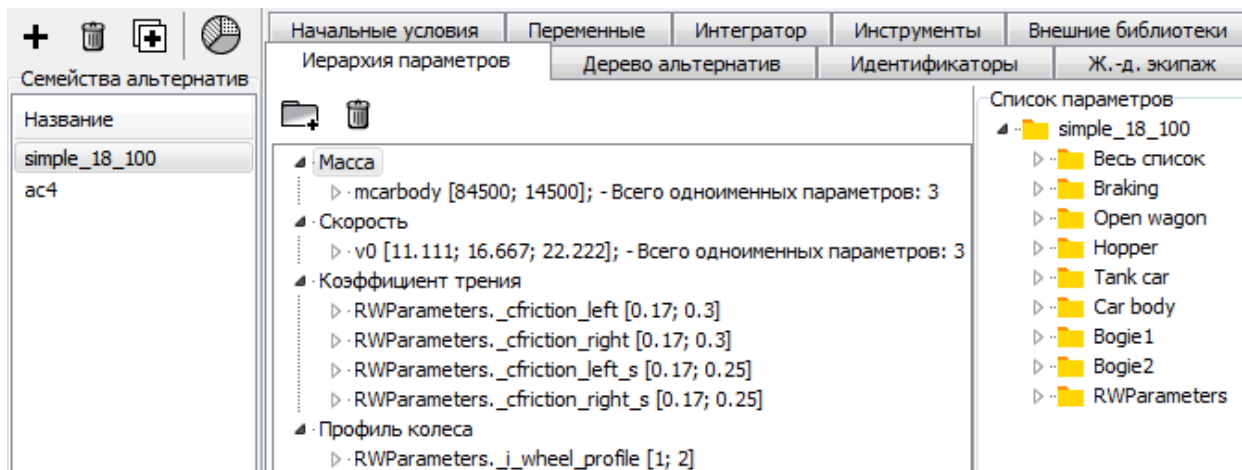 Начальные условия
Переменные
Интегратор
Инструменты
Внешние библиотеки
Иерархия параметров
Дерево альтернатив
Идентификаторы
Ж.-д. экипаж
Семейства альтернатив
Название
simple_18_100
ac4
Масса
mcarbody [84500; 14500]; - Всего одноименных параметров: 3
Скорость
v0 [11.111; 16.667; 22.222]; - Всего одноименных параметров: 3
Коэффициент трения
RWParameters._cfriction_left [0.17; 0.3]
RWParameters._cfriction_right [0.17; 0.3]
RWParameters._cfriction_left_s [0.17; 0.25]
RWParameters._cfriction_right_s [0.17; 0.25]
Профиль колеса
RWParameters._i_wheel_profile [1; 2]
Список параметров
simple_18_100
Весь список
Braking
Open wagon
Hopper
Tank car
Car body
Bogie1
Bogie2
RWParameters